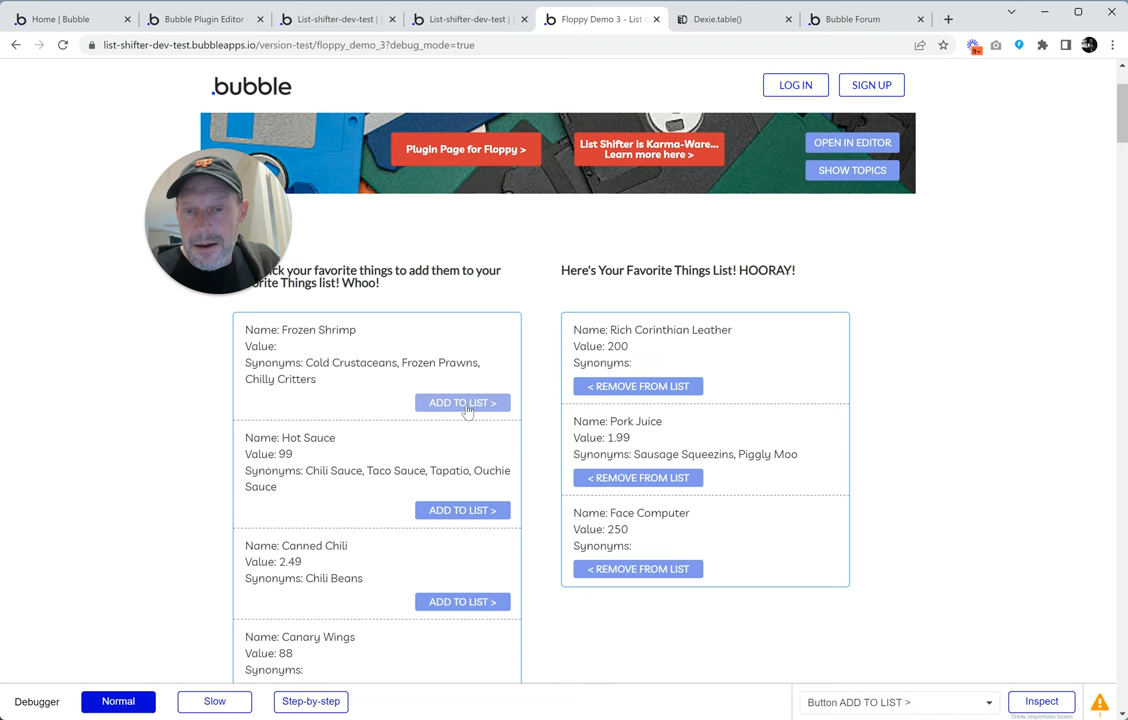 Home | Bubble
Bubble Plugin Editor -
List-shifter-dev-test |
List-shifter-dev-test |
Floppy Demo 3 - List
Dexie.table()
Bubble Forum
list-shifter-dev-test.bubbleapps.io/version-test/floppy_demo_3?debug_mode=true
9+
.bubble
LOG IN
SIGN UP
Plugin Page for Floppy >
List Shifter is Karma-Ware...
Learn more here >
OPEN IN EDITOR
SHOW TOPICS
your favorite things to add them to your
Things list! Whoo!
Here's Your Favorite Things List! HOORAY!
Name: Frozen Shrimp
Value:
Synonyms: Cold Crustaceans, Frozen Prawns,
Chilly Critters
ADD TO LIST >
Name: Hot Sauce
Value: 99
Synonyms: Chili Sauce, Taco Sauce, Tapatio, Ouchie
Sauce
ADD TO LIST >
Name: Canned Chili
Value: 2.49
Synonyms: Chili Beans
ADD TO LIST >
Name: Canary Wings
Value: 88
Synonyms:
Name: Rich Corinthian Leather
Value: 200
Synonyms:
< REMOVE FROM LIST
Name: Pork Juice
Value: 1.99
Synonyms: Sausage Squeezins, Piggly Moo
< REMOVE FROM LIST
Name: Face Computer
Value: 250
Synonyms:
< REMOVE FROM LIST
Debugger
Normal
Slow
Step-by-step
Button ADD TO LIST >
Inspect
Show responsive boxes
1